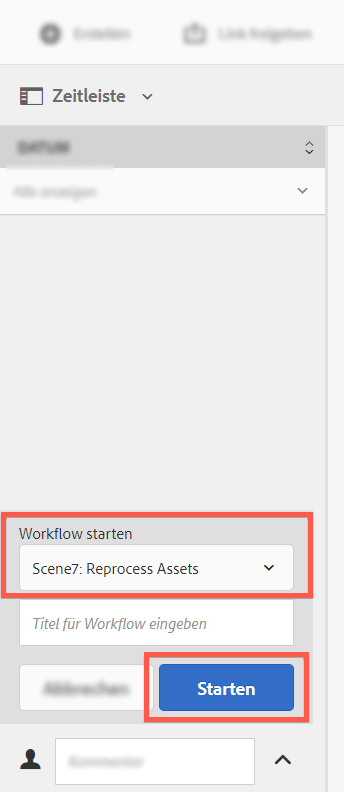 Erstellen Link freigeben
Zeitleiste
DATUM
Alle anzeigen
Workflow starten
Scene7: Reprocess Assets
Titel für Workflow eingeben
Abbrechen Starten
Kommentar